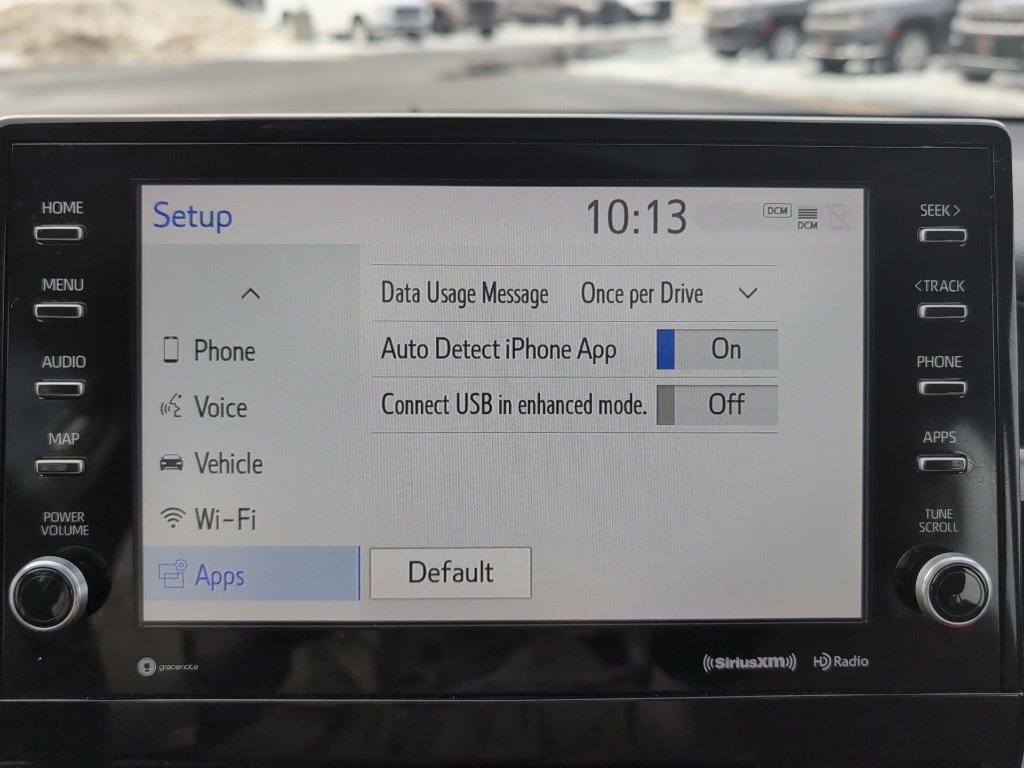 HOME
MENU
AUDIO
MAP
POWER
VOLUME
Setup
10:13
DCM
DCM
Phone
Voice
Vehicle
Wi-Fi
Apps
Data Usage Message Once per Drive
Auto Detect iPhone App On
Connect USB in enhanced mode. Off
Default
SEEK>
<TRACK
PHONE
APPS
TUNE
SCROLL
gracenote
((SiriusXM))
HD Radio